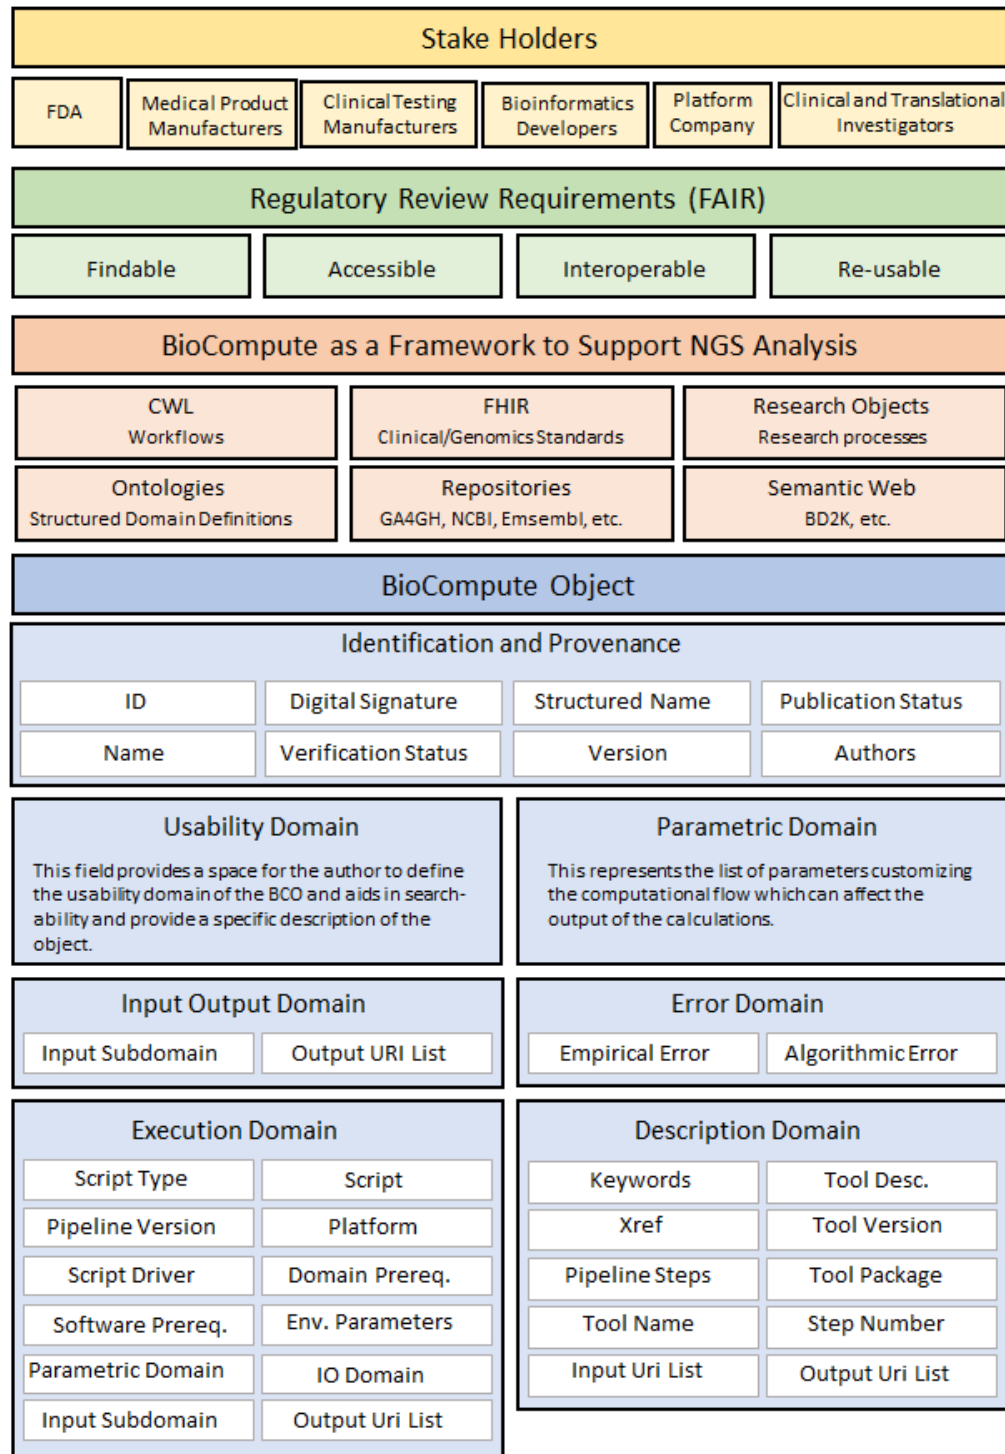 Stake Holders
FDA
Medical Product
Manufacturers
Clinical Testing
Manufacturers
Bioinformatics
Developers
Platform
Company
Clinical and Translational
Investigators
Regulatory Review Requirements (FAIR)
Findable
Accessible
Interoperable
Re-usable
BioCompute as a Framework to Support NGS Analysis
CWL
Workflows
FHIR
Clinical/Genomics Standards
Research Objects
Research processes
Ontologies
Structured Domain Definitions
Repositories
GA4GH, NCBI, Emsembl, etc.
Semantic Web
BD2K, etc.
BioCompute Object
Identification and Provenance
ID
Digital Signature
Structured Name
Publication Status
Name
Verification Status
Version
Authors
Usability Domain
This field provides a space for the author to define
the usability domain of the BCO and aids in search-
ability and provide a specific description of the
object.
Parametric Domain
This represents the list of parameters customizing
the computational flow which can affect the
output of the calculations.
Input Output Domain
Input Subdomain
Output URI List
Error Domain
Empirical Error
Algorithmic Error
Execution Domain
Script Type
Script
Pipeline Version
Platform
Script Driver
Domain Prereq.
Software Prereq.
Env. Parameters
Parametric Domain
IO Domain
Input Subdomain
Output Uri List
Description Domain
Keywords
Tool Desc.
Xref
Tool Version
Pipeline Steps
Tool Package
Tool Name
Step Number
Input Uri List
Output Uri List